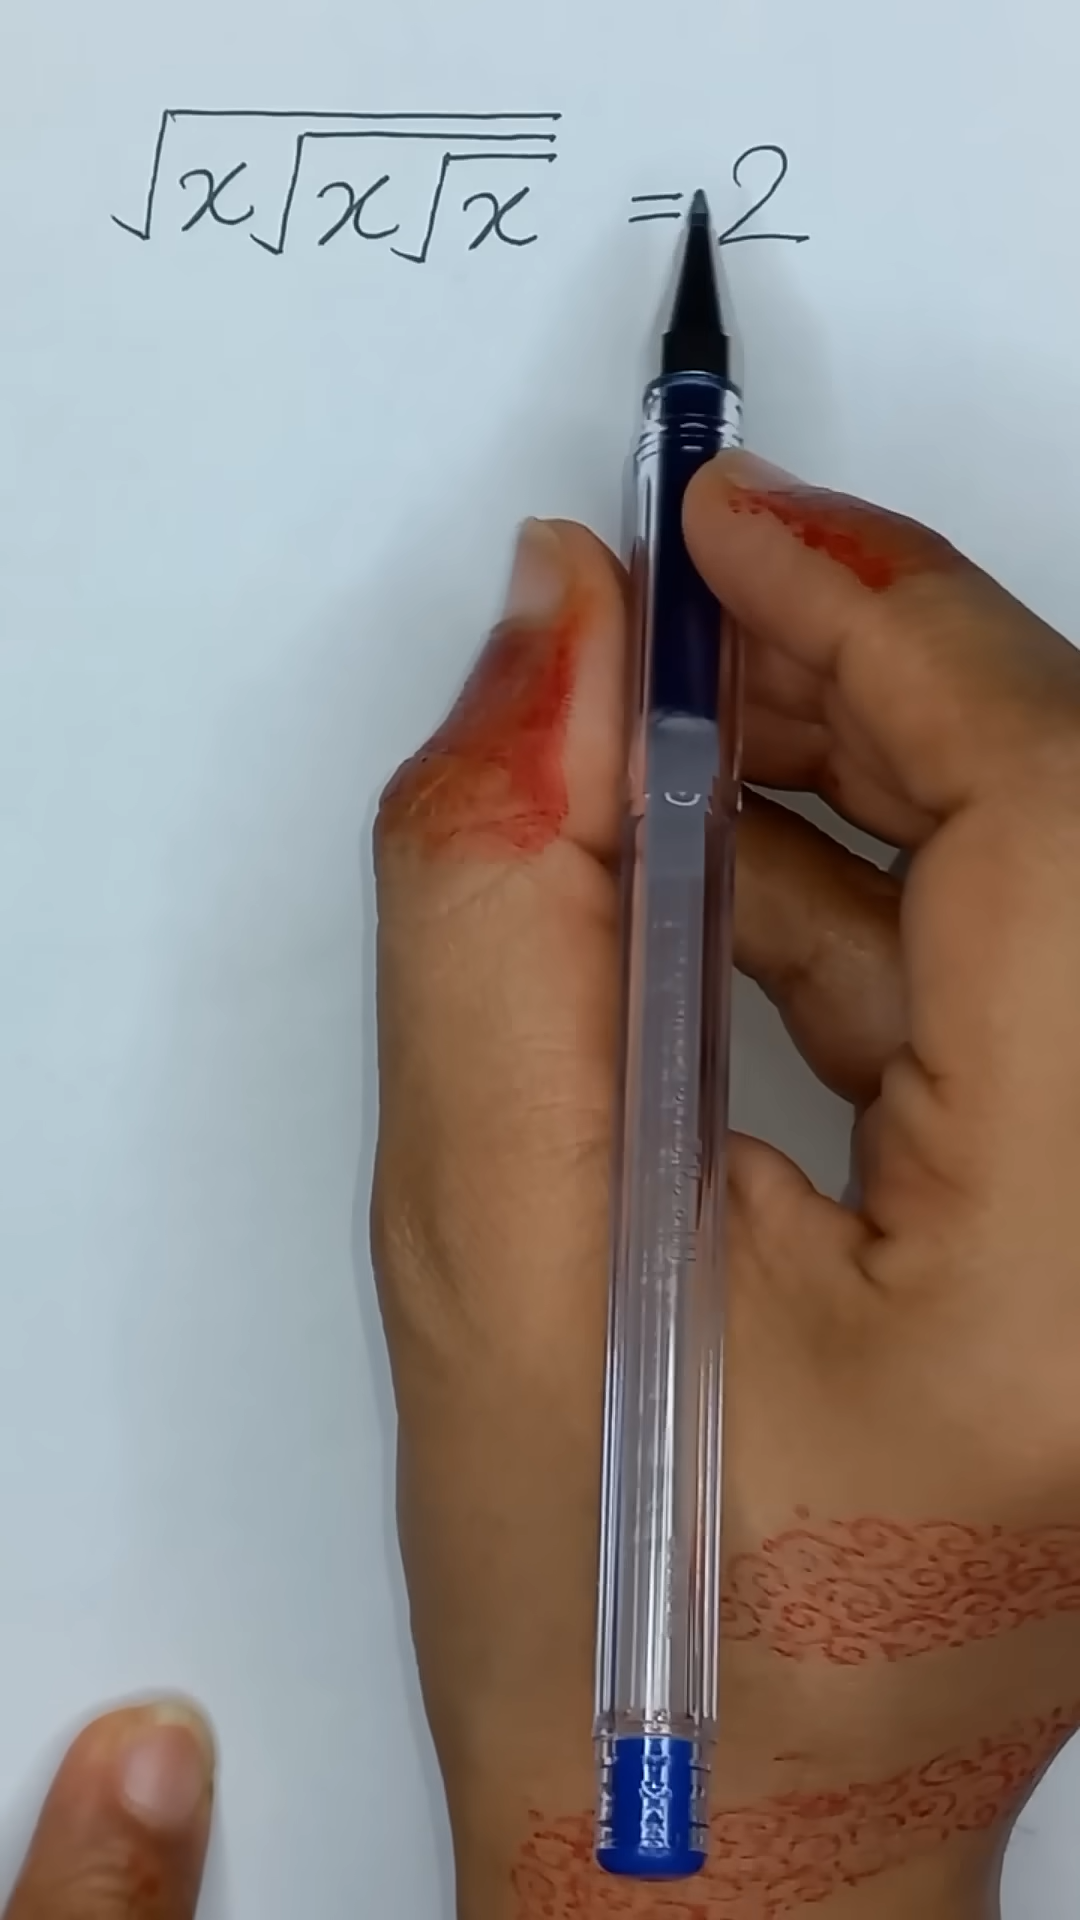 √(x√(x√x)) = 2